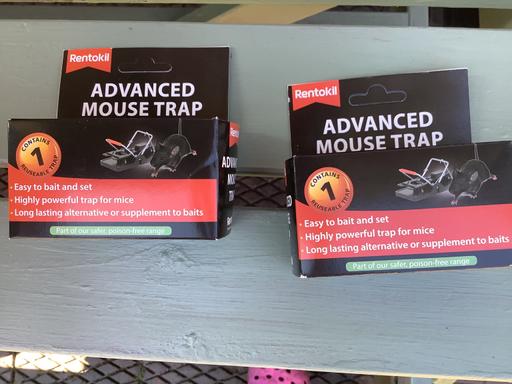 Rentokil
ADVANCED
MOUSE TRAP
CONTAINS
1
REUSEABLE TRAP
• Easy to bait and set
• Highly powerful trap for mice
• Long lasting alternative or supplement to baits
Part of our safer, poison-free range
Rentokil
ADVANCED
MOUSE TRAP
CONTAINS
1
REUSEABLE TRAP
• Easy to bait and set
• Highly powerful trap for mice
• Long lasting alternative or supplement to baits
Part of our safer, poison-free range